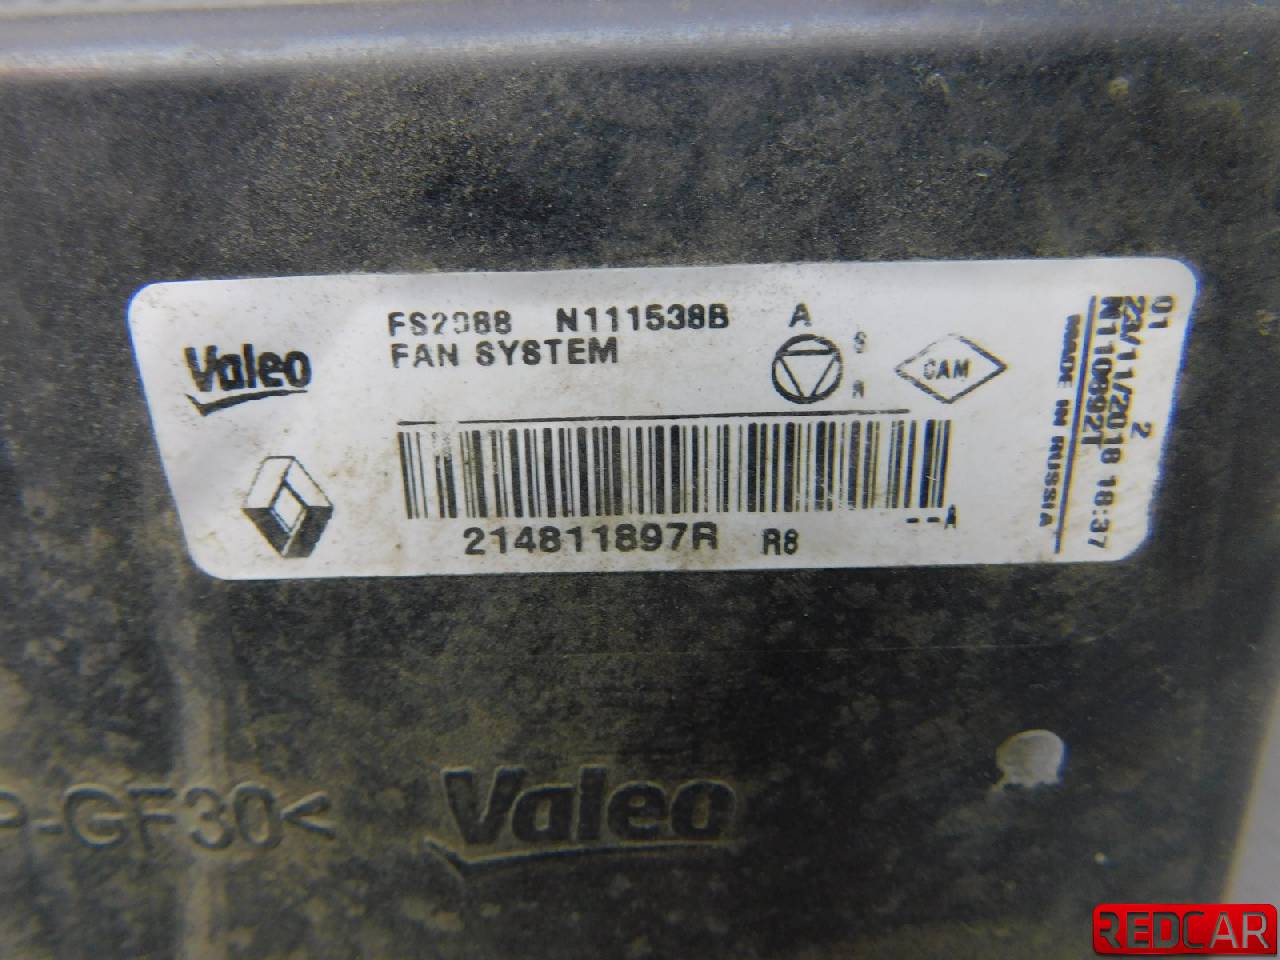 FS2088 N111538B A
FAN SYSTEM
Valeo
S
N
CAM
214811897R R8
--A
01 2
23/11/2018 18:37
N110892T
MADE IN RUSSIA
P-GF30<
Valeo
REDCAR